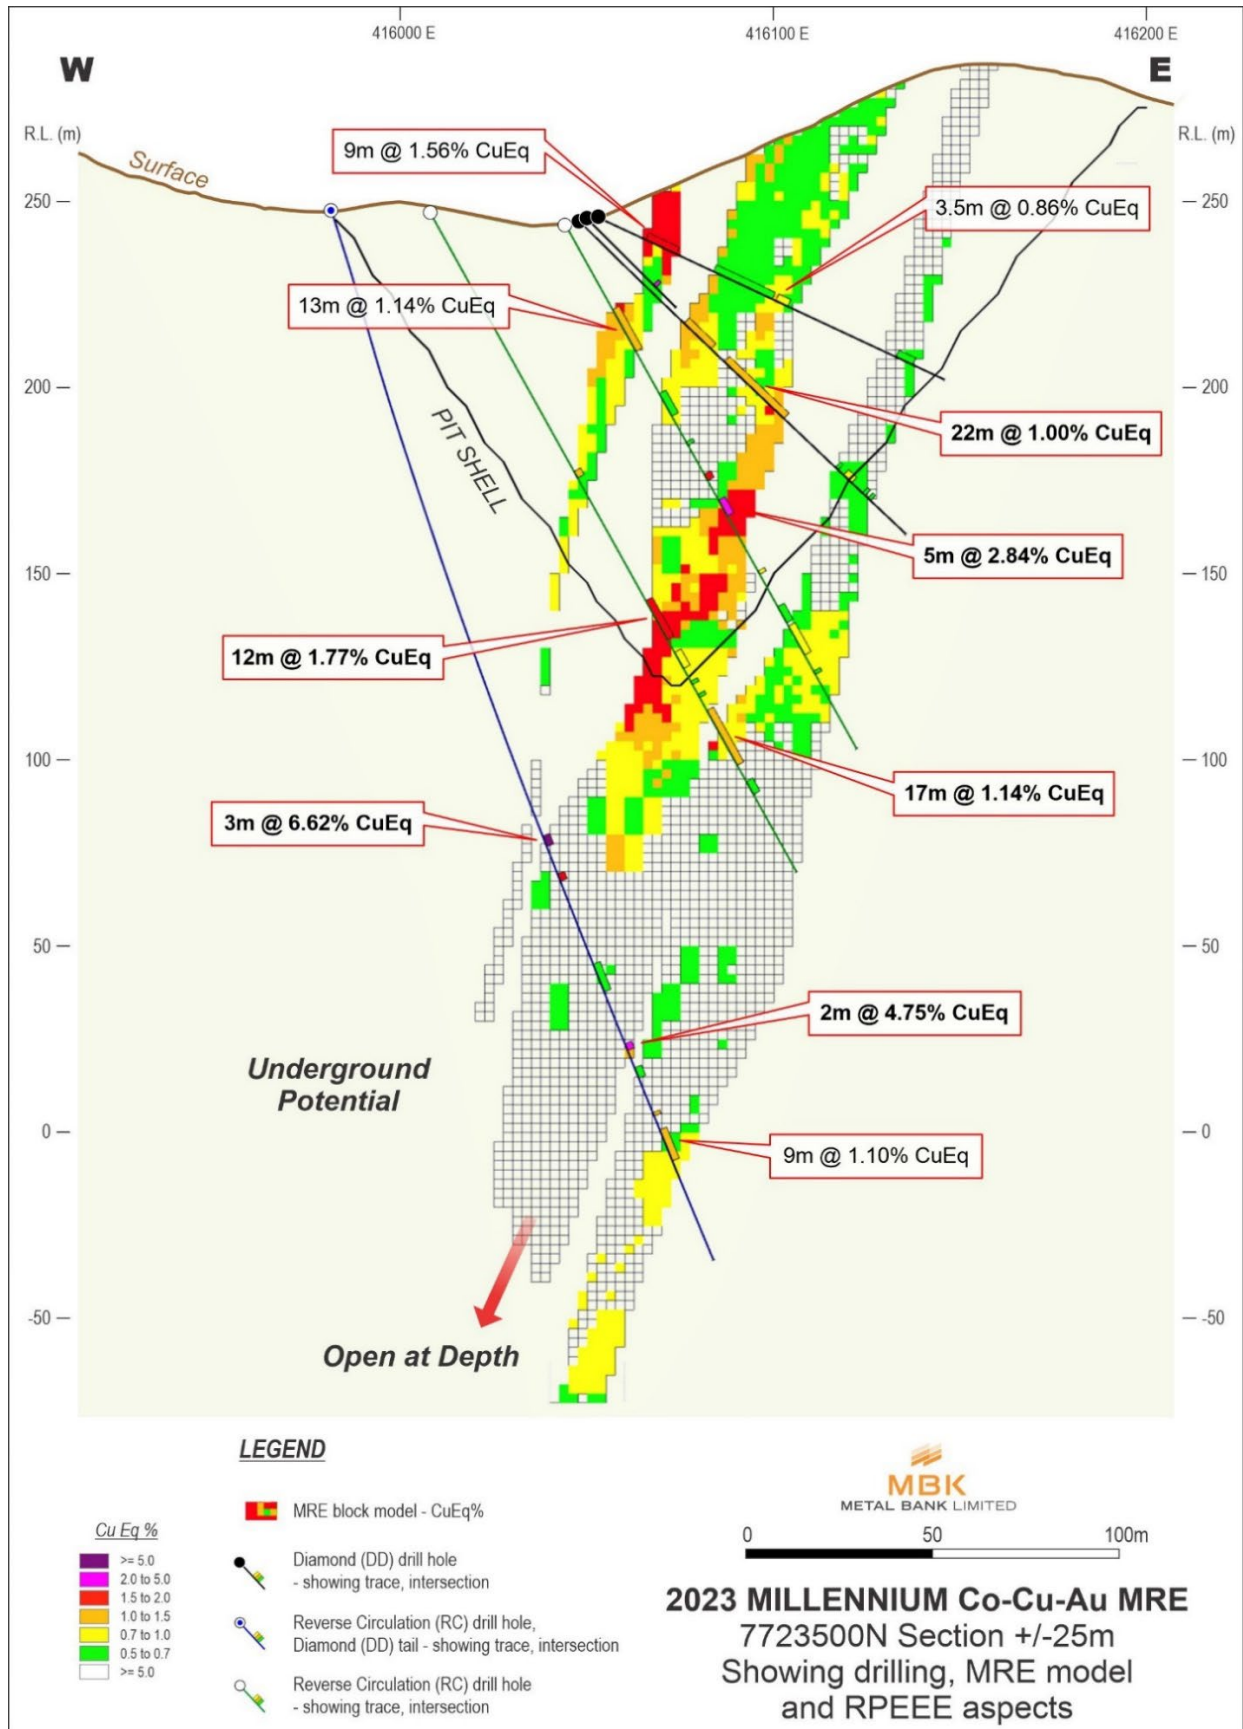 416000 E
416100 E
416200 E
W
E
R.L. (m)
R.L. (m)
Surface
9m @ 1.56% CuEq
250
250
3.5m @ 0.86% CuEq
13m @ 1.14% CuEq
200
200
PIT SHELL
22m @ 1.00% CuEq
5m @ 2.84% CuEq
150
150
12m @ 1.77% CuEq
100
100
17m @ 1.14% CuEq
3m @ 6.62% CuEq
50
50
2m @ 4.75% CuEq
Underground
Potential
0
0
9m @ 1.10% CuEq
-50
-50
Open at Depth
LEGEND
MRE block model - CuEq%
Cu Eq %
>= 5.0
2.0 to 5.0
1.5 to 2.0
1.0 to 1.5
0.7 to 1.0
0.5 to 0.7
>= 5.0
Diamond (DD) drill hole
- showing trace, intersection
Reverse Circulation (RC) drill hole,
Diamond (DD) tail - showing trace, intersection
Reverse Circulation (RC) drill hole
- showing trace, intersection
MBK
METAL BANK LIMITED
0
50
100m
2023 MILLENNIUM Co-Cu-Au MRE
7723500N Section +/-25m
Showing drilling, MRE model
and RPEEE aspects